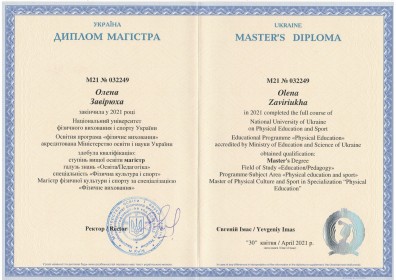 УКРАЇНА
ДИПЛОМ МАГІСТРА
М21 № 032249
Олена
Завірюха
закінчила у 2021 році
Національний університет
фізичного виховання і спорту України
Освітня програма «фізичне виховання»
акредитована Міністерство освіти і науки України
здобула кваліфікацію:
ступінь вищої освіти магістр
галузь знань «Освіта/Педагогіка»
спеціальність «Фізична культура і спорт»
Магістр фізичної культури і спорту за спеціалізацією
«Фізичне виховання»
Ректор / Rector
UKRAINE
MASTER'S DIPLOMA
M21 № 032249
Olena
Zaviriukha
in 2021 completed the full course of
National University of Ukraine
on Physical Education and Sport
Educational Programme «Physical Education»
accredited by Ministry of Education and Science of Ukraine
obtained qualification:
Master's Degree
Field of Study «Education/Pedagogy»
Programme Subject Area «Physical education and sport»
Master of Physical Culture and Sport in Specialization "Physical
Education"
Євгеній Імас / Yevgeniy Imas
"30" квітня / April 2021 р.